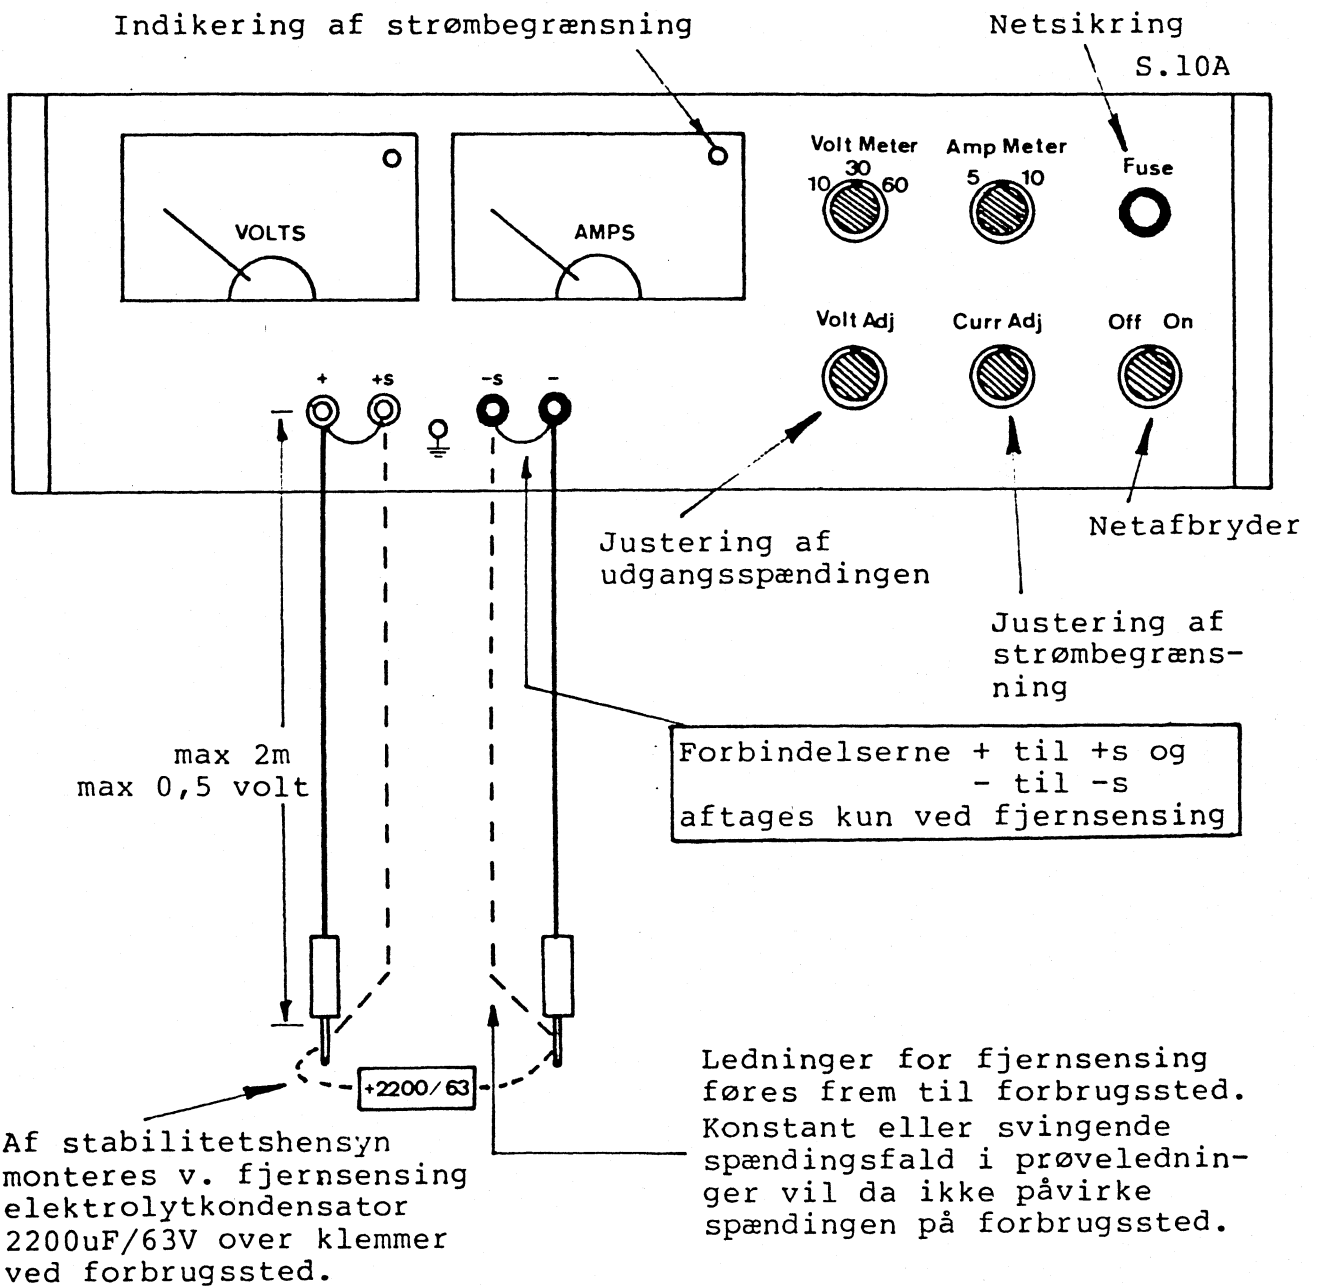 Indikering af strømbegrænsning
Netsikring
S.10A
Volt Meter
10 30 60
Amp Meter
5 10
Fuse
VOLTS
AMPS
Volt Adj
Curr Adj
Off On
+
+s
-s
-
Justering af
udgangsspændingen
Netafbryder
Justering af
strømbegræns-
ning
max 2m
max 0,5 volt
Forbindelserne + til +s og
- til -s
aftages kun ved fjernsensing
+2200/63
Af stabilitetshensyn
monteres v. fjernsensing
elektrolytkondensator
2200uF/63V over klemmer
ved forbrugssted.
Ledninger for fjernsensing
føres frem til forbrugssted.
Konstant eller svingende
spændingsfald i prøvelednin-
ger vil da ikke påvirke
spændingen på forbrugssted.